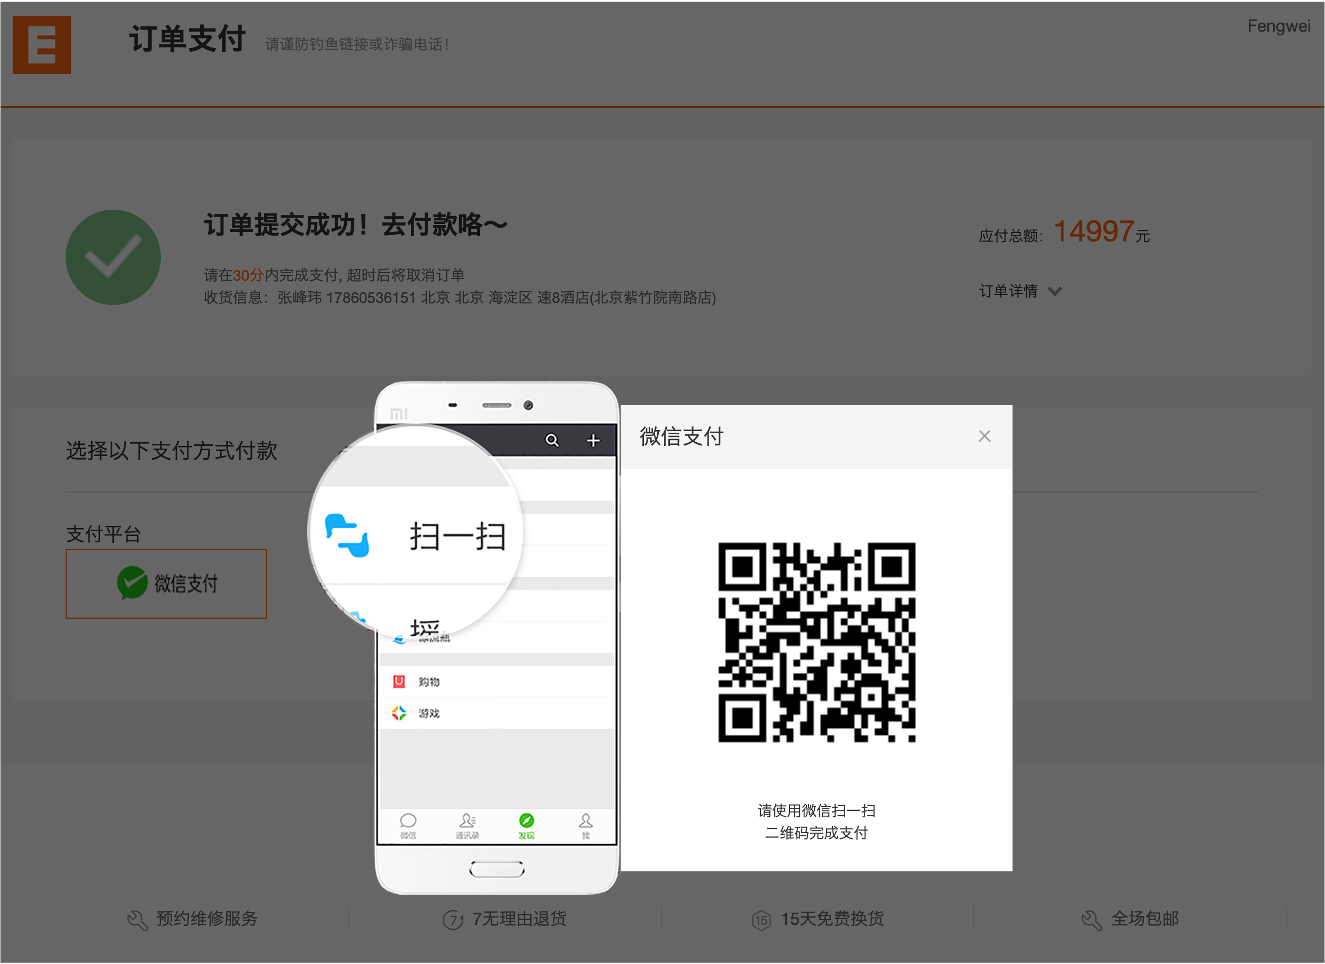 E
订单支付
请谨防钓鱼链接或诈骗电话!
Fengwei
订单提交成功！去付款咯～
请在30分内完成支付, 超时后将取消订单
收货信息：张峰玮 17860536151 北京 北京 海淀区 速8酒店(北京紫竹院南路店)
应付总额：14997元
订单详情
选择以下支付方式付款
支付平台
微信支付
MI
扫一扫
摇
漂流瓶
购物
游戏
微信
通讯录
发现
我
微信支付
请使用微信扫一扫
二维码完成支付
预约维修服务
7
7无理由退货
15
15天免费换货
全场包邮